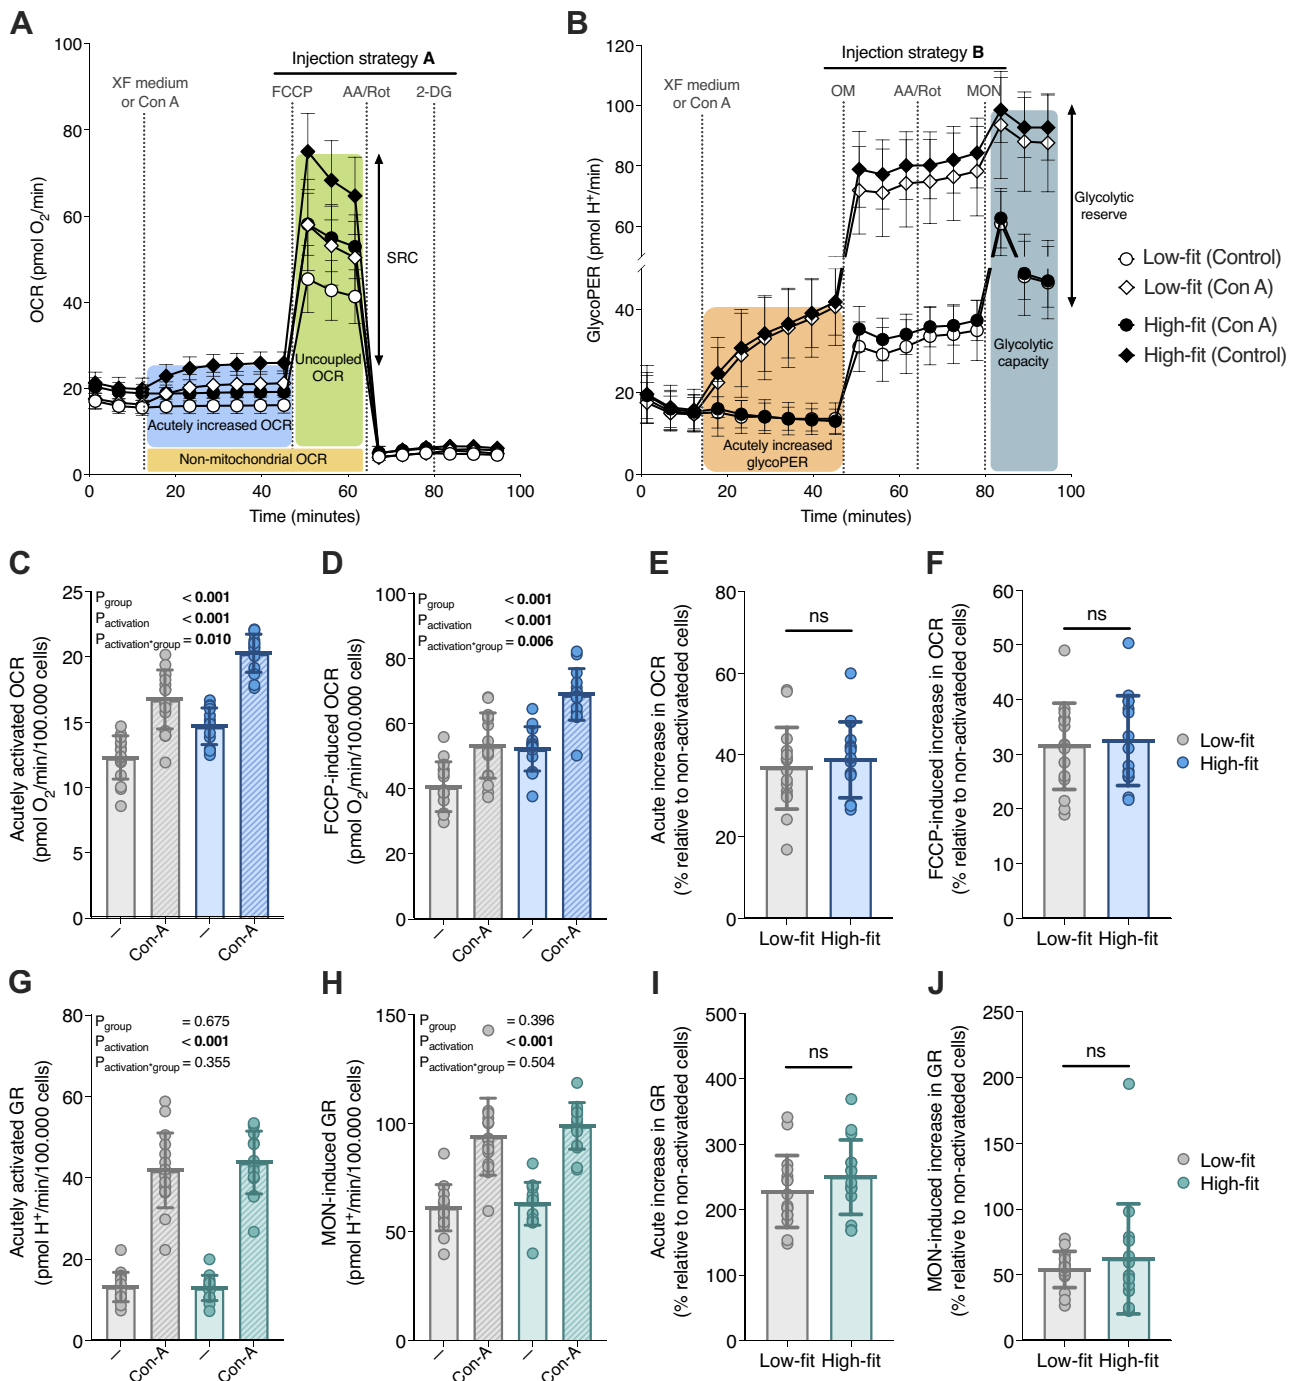 A
Injection strategy A
XF medium
or Con A
FCCP
AA/Rot
2-DG
OCR (pmol O2/min)
100
80
60
40
20
0
SRC
Uncoupled
OCR
Acutely increased OCR
Non-mitochondrial OCR
0 20 40 60 80 100
Time (minutes)
B
Injection strategy B
XF medium
or Con A
OM
AA/Rot
MON
GlycoPER (pmol H+/min)
120
100
80
60
40
20
0
Glycolytic
reserve
Glycolytic
capacity
Acutely increased
glycoPER
0 20 40 60 80 100
Time (minutes)
Low-fit (Control)
Low-fit (Con A)
High-fit (Con A)
High-fit (Control)
C
Pgroup < 0.001
Pactivation < 0.001
Pactivation*group = 0.010
Acutely activated OCR
(pmol O2/min/100.000 cells)
25
20
15
10
5
0
— Con-A — Con-A
D
Pgroup < 0.001
Pactivation < 0.001
Pactivation*group = 0.006
FCCP-induced OCR
(pmol O2/min/100.000 cells)
100
80
60
40
20
0
— Con-A — Con-A
E
ns
Acute increase in OCR
(% relative to non-activateded cells)
80
60
40
20
0
Low-fit High-fit
F
ns
FCCP-induced increase in OCR
(% relative to non-activateded cells)
60
50
40
30
20
10
0
Low-fit High-fit
Low-fit
High-fit
G
Pgroup = 0.675
Pactivation < 0.001
Pactivation*group = 0.355
Acutely activated GR
(pmol H+/min/100.000 cells)
80
60
40
20
0
— Con-A — Con-A
H
Pgroup = 0.396
Pactivation < 0.001
Pactivation*group = 0.504
MON-induced GR
(pmol H+/min/100.000 cells)
150
100
50
0
— Con-A — Con-A
I
ns
Acute increase in GR
(% relative to non-activateded cells)
500
400
300
200
100
0
Low-fit High-fit
J
ns
MON-induced increase in GR
(% relative to non-activateded cells)
250
200
150
100
50
0
Low-fit High-fit
Low-fit
High-fit